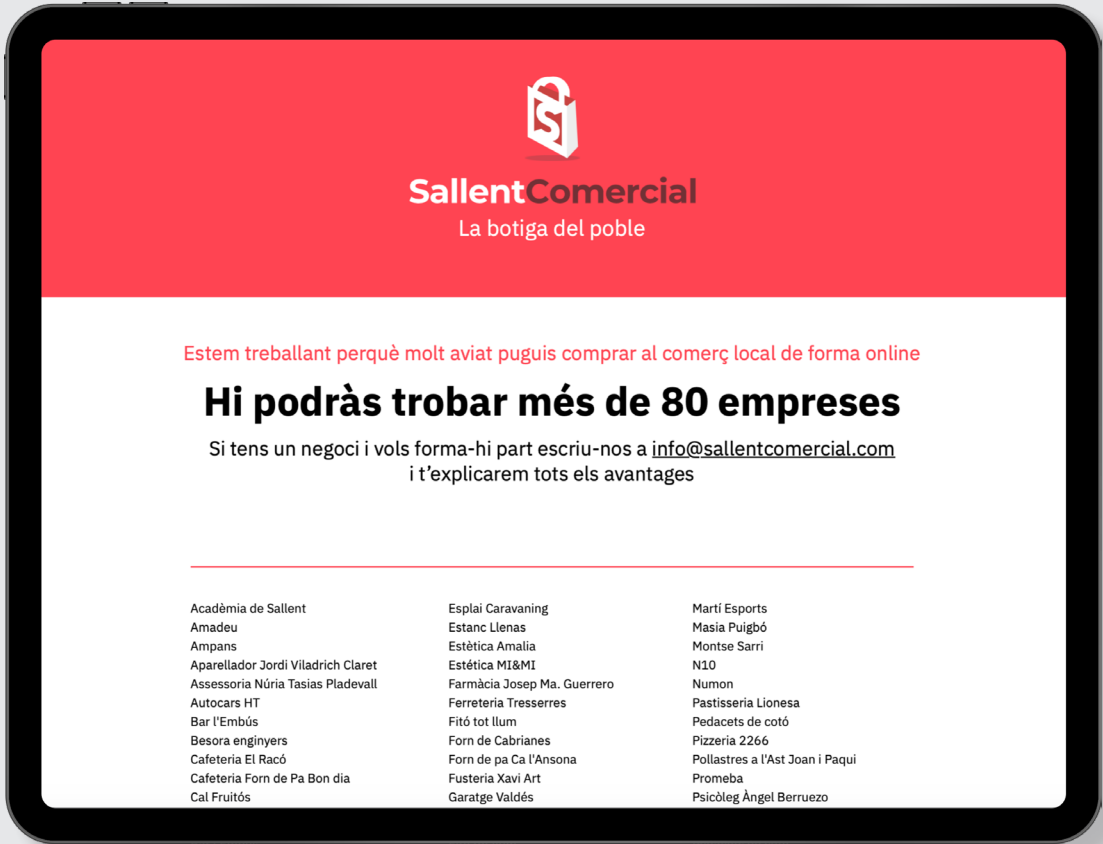 S
SallentComercial
La botiga del poble
Estem treballant perquè molt aviat puguis comprar al comerç local de forma online
Hi podràs trobar més de 80 empreses
Si tens un negoci i vols forma-hi part escriu-nos a info@sallentcomercial.com
i t’explicarem tots els avantages
Acadèmia de Sallent
Amadeu
Ampans
Aparellador Jordi Viladrich Claret
Assessoria Núria Tasias Pladevall
Autocars HT
Bar l'Embús
Besora enginyers
Cafeteria El Racó
Cafeteria Forn de Pa Bon dia
Cal Fruitós
Esplai Caravaning
Estanc Llenas
Estètica Amalia
Estética MI&MI
Farmàcia Josep Ma. Guerrero
Ferreteria Tresserres
Fitó tot llum
Forn de Cabrianes
Forn de pa Ca l'Ansona
Fusteria Xavi Art
Garatge Valdés
Martí Esports
Masia Puigbó
Montse Sarri
N10
Numon
Pastisseria Lionesa
Pedacets de cotó
Pizzeria 2266
Pollastres a l'Ast Joan i Paqui
Promeba
Psicòleg Àngel Berruezo